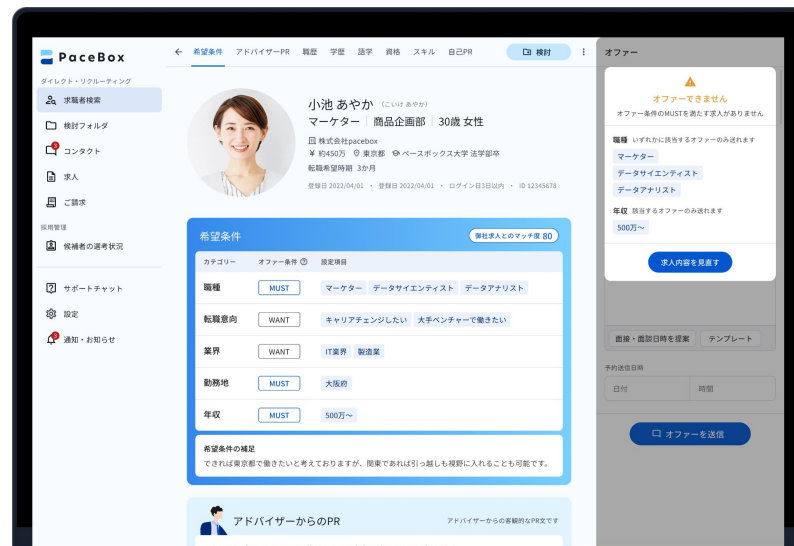 PaceBox
ダイレクト・リクルーティング
求職者検索
検討フォルダ
コンタクト
求人
ご請求
採用管理
候補者の選考状況
サポートチャット
設定
通知・お知らせ
希望条件 アドバイザーPR 職歴 学歴 語学 資格 スキル 自己PR
検討
小池 あやか (こいけ あやか)
マーケター 商品企画部 30歳 女性
株式会社pacebox
¥ 約450万 東京都 ペースボックス大学 法学部卒
転職希望時期 3か月
登録日 2022/04/01 ・ 登録日 2022/04/01 ・ ログイン日3日以内 ・ ID 12345678
希望条件
御社求人とのマッチ度 80
カテゴリー オファー条件 設定項目
職種 MUST マーケター データサイエンティスト データアナリスト
転職意向 WANT キャリアチェンジしたい 大手ベンチャーで働きたい
業界 WANT IT業界 製造業
勤務地 MUST 大阪府
年収 MUST 500万〜
希望条件の補足
できれば東京都で働きたいと考えておりますが、関東であれば引っ越しも視野に入れることも可能です。
アドバイザーからのPR
アドバイザーからの客観的なPR文です
オファー
オファーできません
オファー条件のMUSTを満たす求人がありません
職種 いずれかに該当するオファーのみ送れます
マーケター
データサイエンティスト
データアナリスト
年収 該当するオファーのみ送れます
500万〜
求人内容を見直す
面接・面談日時を提案 テンプレート
予約送信日時
日付 時間
オファーを送信